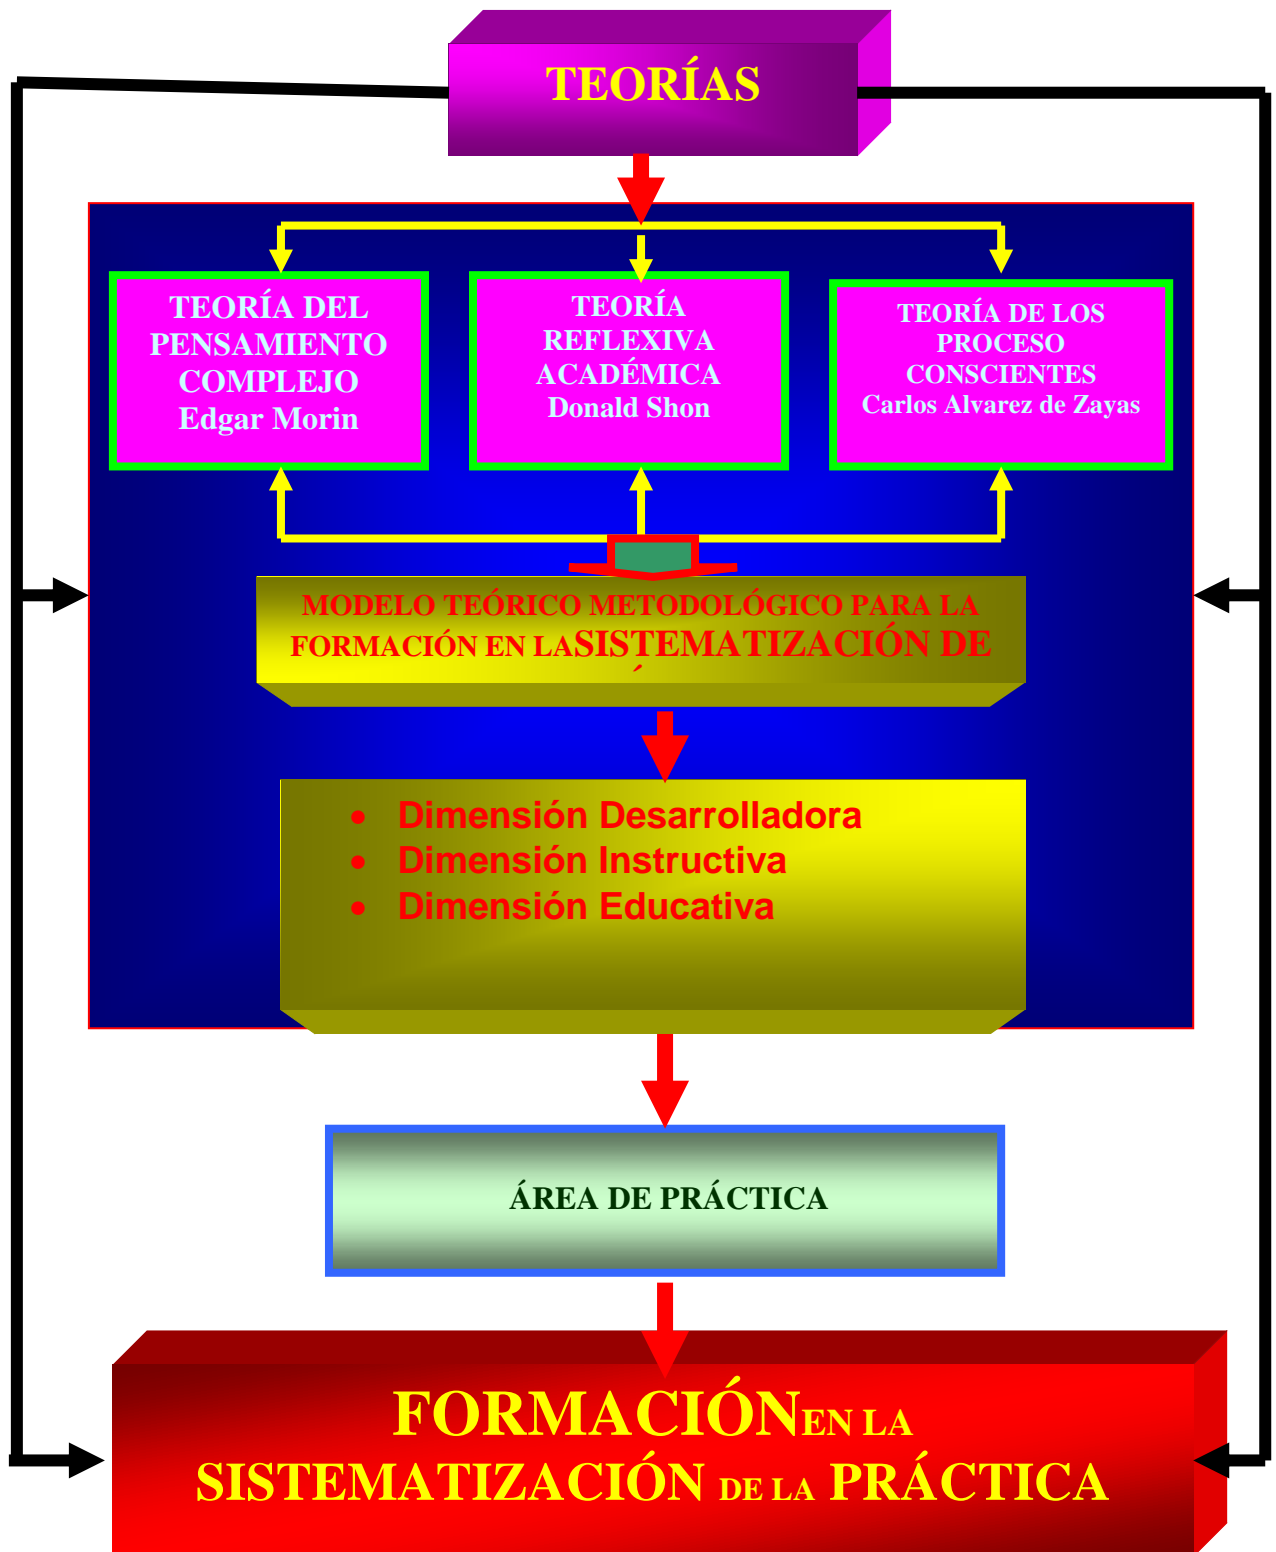 TEORÍAS
TEORÍA DEL
PENSAMIENTO
COMPLEJO
Edgar Morin
TEORÍA
REFLEXIVA
ACADÉMICA
Donald Shon
TEORÍA DE LOS
PROCESO
CONSCIENTES
Carlos Alvarez de Zayas
MODELO TEÓRICO METODOLÓGICO PARA LA
FORMACIÓN EN LASISTEMATIZACIÓN DE
• Dimensión Desarrolladora
• Dimensión Instructiva
• Dimensión Educativa
ÁREA DE PRÁCTICA
FORMACIÓNEN LA
SISTEMATIZACIÓN DE LA PRÁCTICA